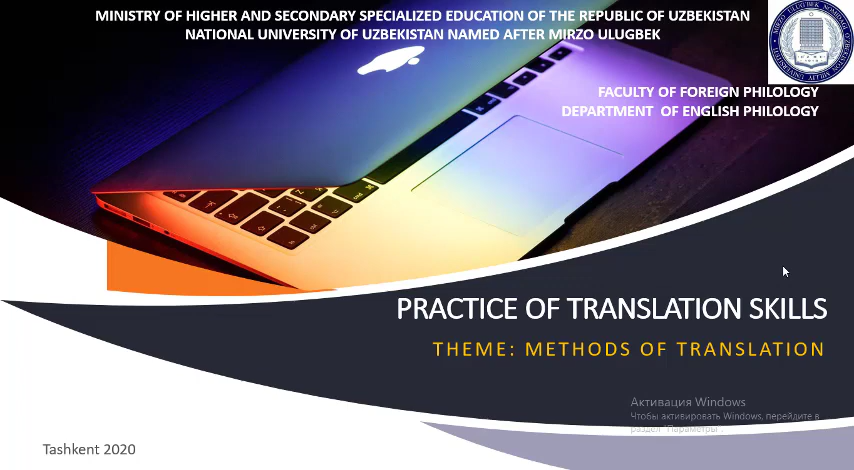 MINISTRY OF HIGHER AND SECONDARY SPECIALIZED EDUCATION OF THE REPUBLIC OF UZBEKISTAN
NATIONAL UNIVERSITY OF UZBEKISTAN NAMED AFTER MIRZO ULUGBEK
FACULTY OF FOREIGN PHILOLOGY
DEPARTMENT OF ENGLISH PHILOLOGY
PRACTICE OF TRANSLATION SKILLS
THEME: METHODS OF TRANSLATION
Активация Windows
Чтобы активировать Windows, перейдите в
раздел "Параметры".
Tashkent 2020